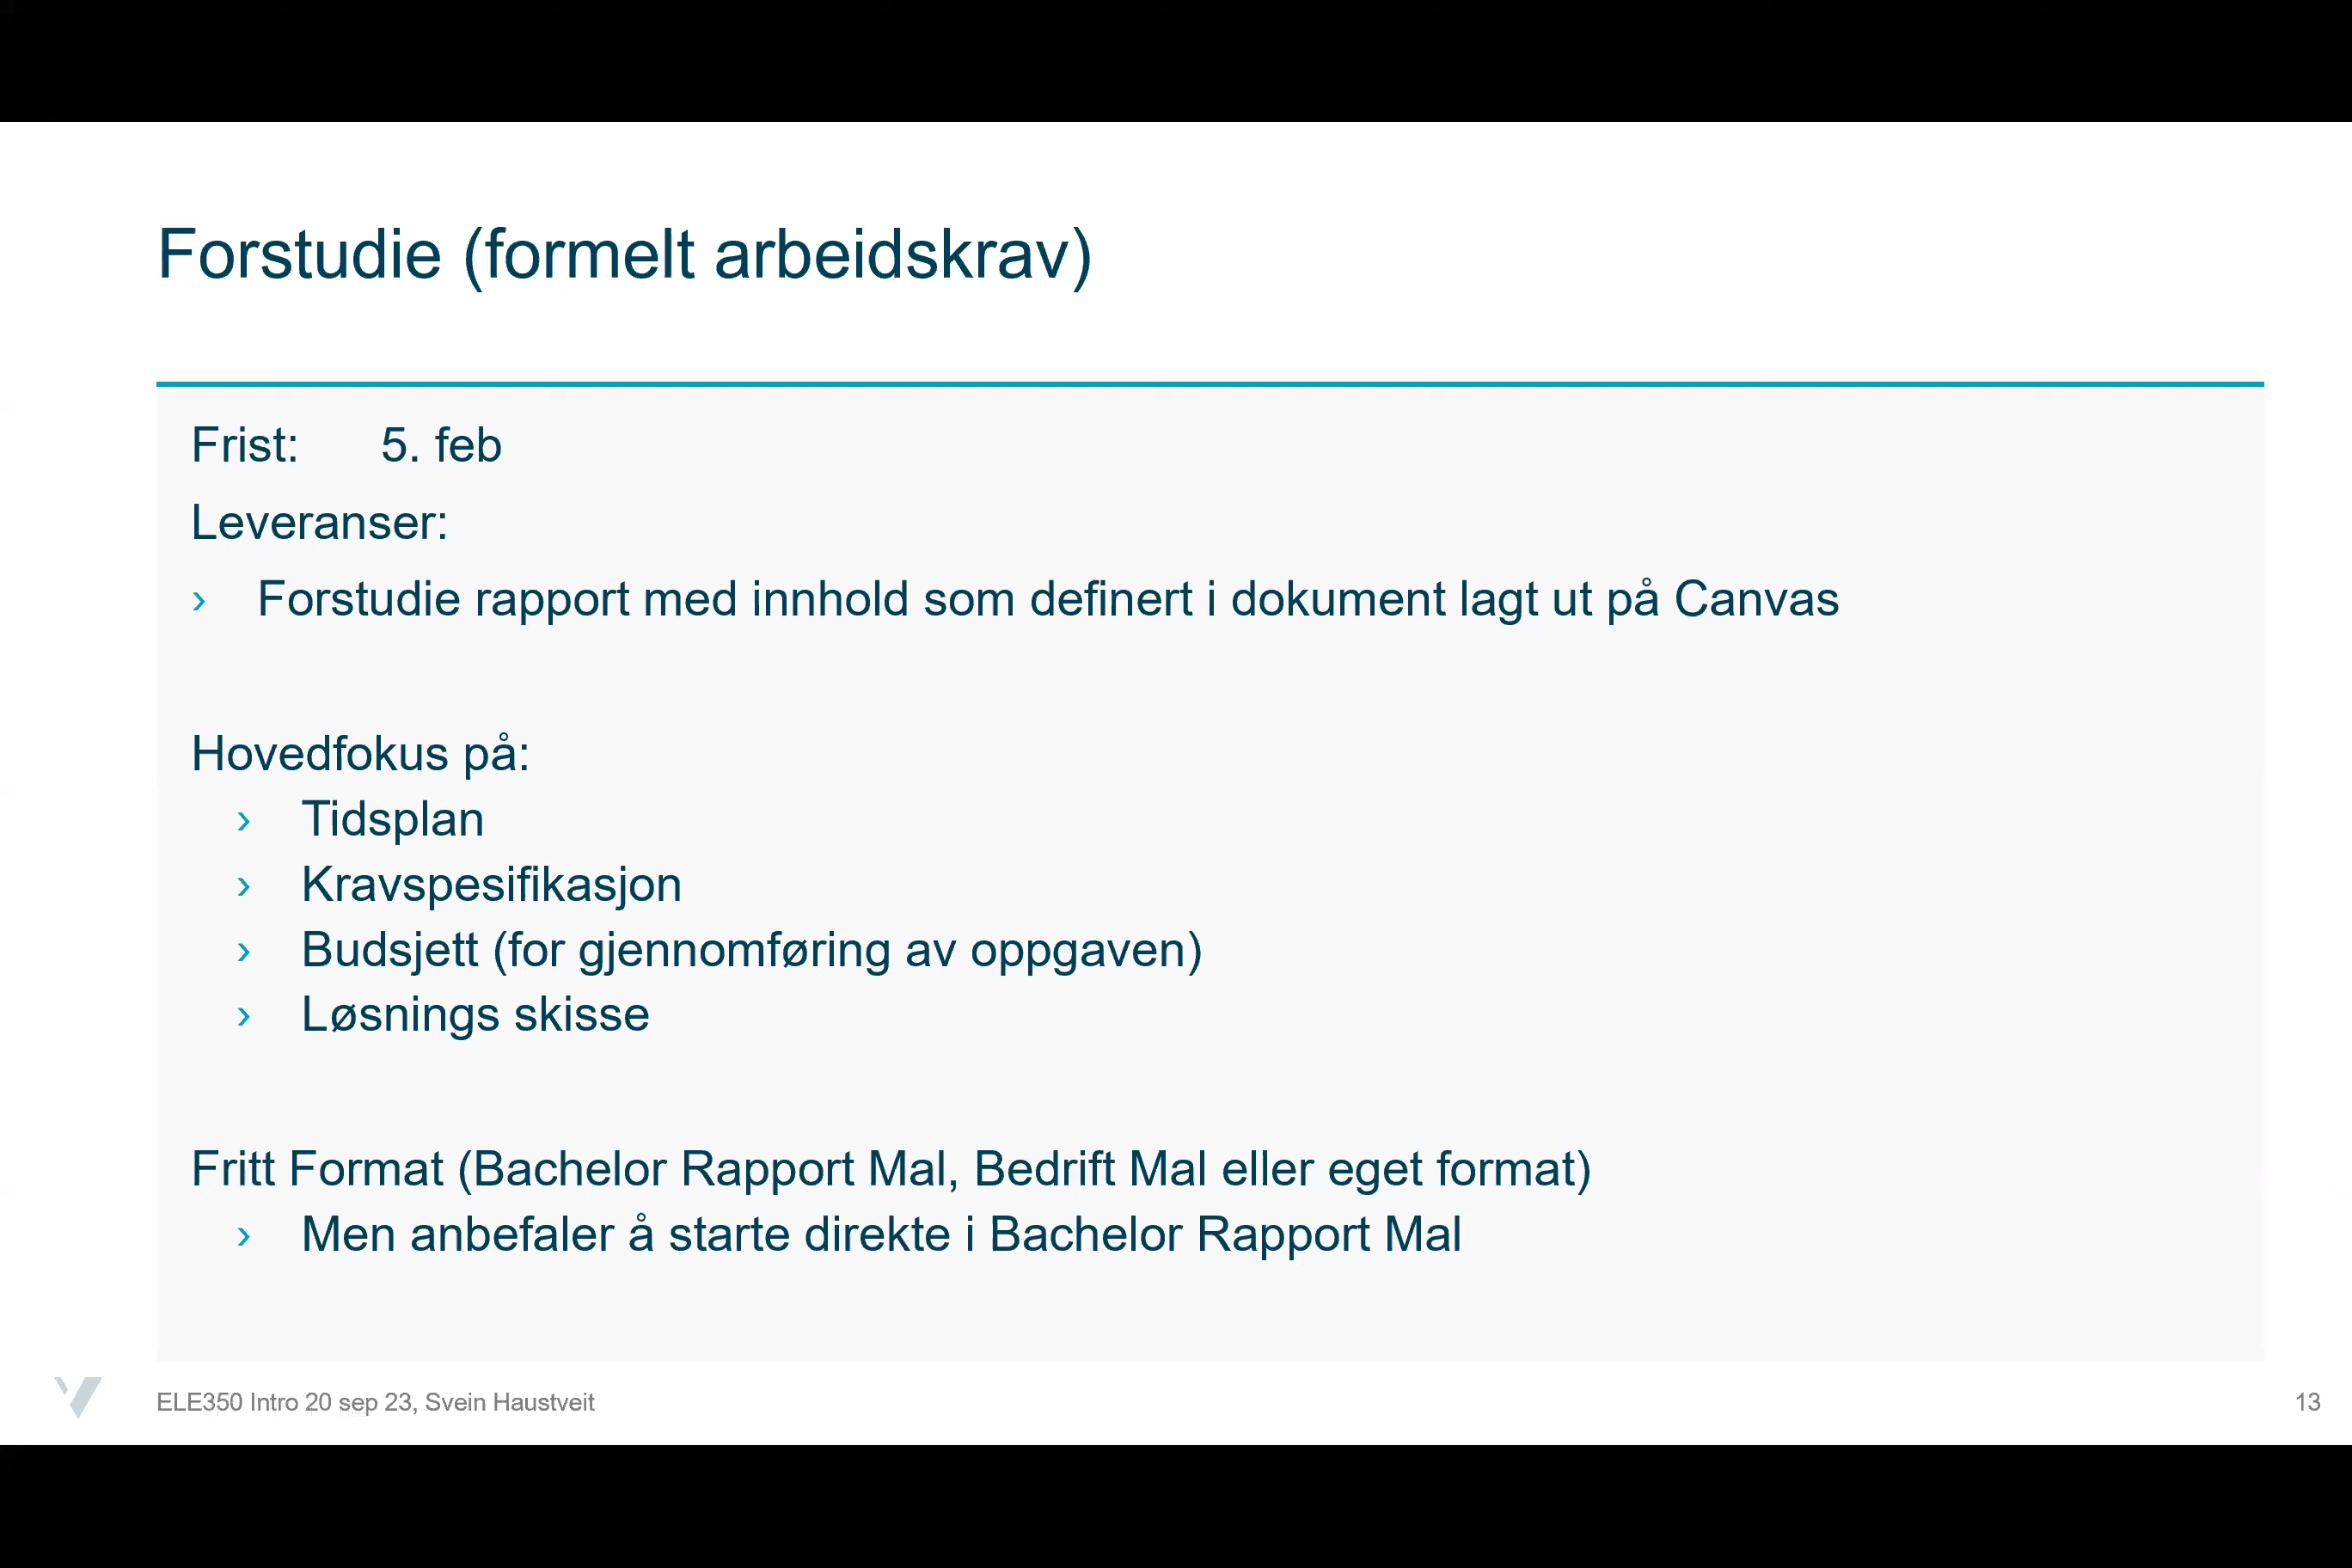 Forstudie (formelt arbeidskrav)
Frist: 5. feb
Leveranser:
› Forstudie rapport med innhold som definert i dokument lagt ut på Canvas
Hovedfokus på:
› Tidsplan
› Kravspesifikasjon
› Budsjett (for gjennomføring av oppgaven)
› Løsnings skisse
Fritt Format (Bachelor Rapport Mal, Bedrift Mal eller eget format)
› Men anbefaler å starte direkte i Bachelor Rapport Mal
ELE350 Intro 20 sep 23, Svein Haustveit
13